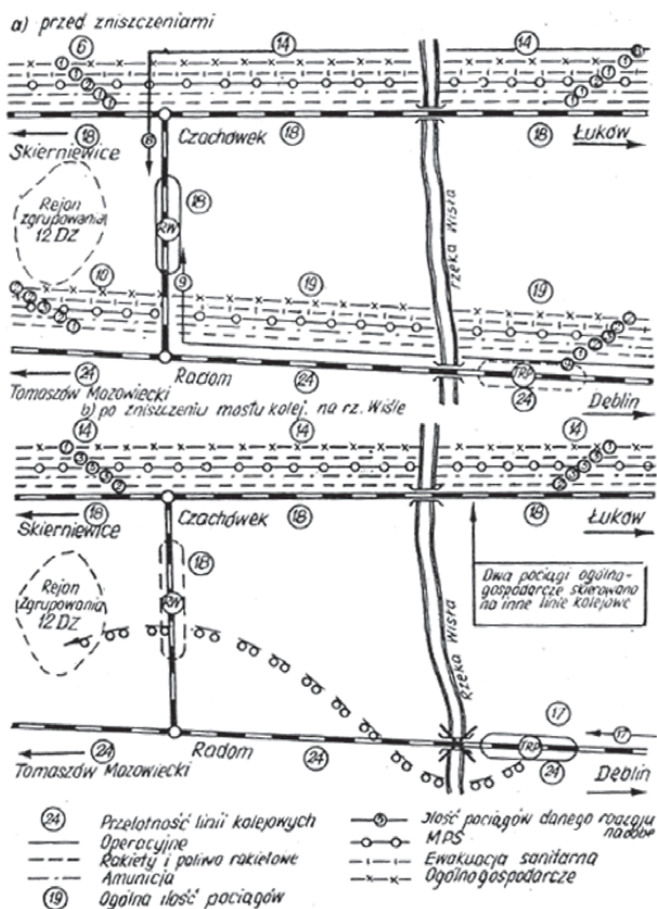 a) przed zniszczeniami
6 14 14
18 18 18
Skierniewice Czachówek Łuków
8
Rejon
zgrupowania
12 DZ
18
RW
rzeka Wisła
10 9 19 19
24 24 TRP 24
Tomaszów Mazowiecki Radom Dęblin
b) po zniszczeniu mostu kolej. na rz. Wiśle
14 14 14
18 18 18
Skierniewice Czachówek Łuków
Rejon
Zgrupowania
12 DZ
18
RW
Dwa pociągi ogólno-
gospodarcze skierowano
na inne linie kolejowe
Rzeka Wisła
17
17
TRP
24 24 24
Tomaszów Mazowiecki Radom Dęblin
24 Przelotność linii kolejowych
Operacyjne
Rakiety i paliwo rakietowe
Amunicja
19 Ogólna ilość pociągów
Ilość pociągów danego rodzaju
na dobę
MPS
Ewakuacja sanitarna
Ogólnogospodarcze